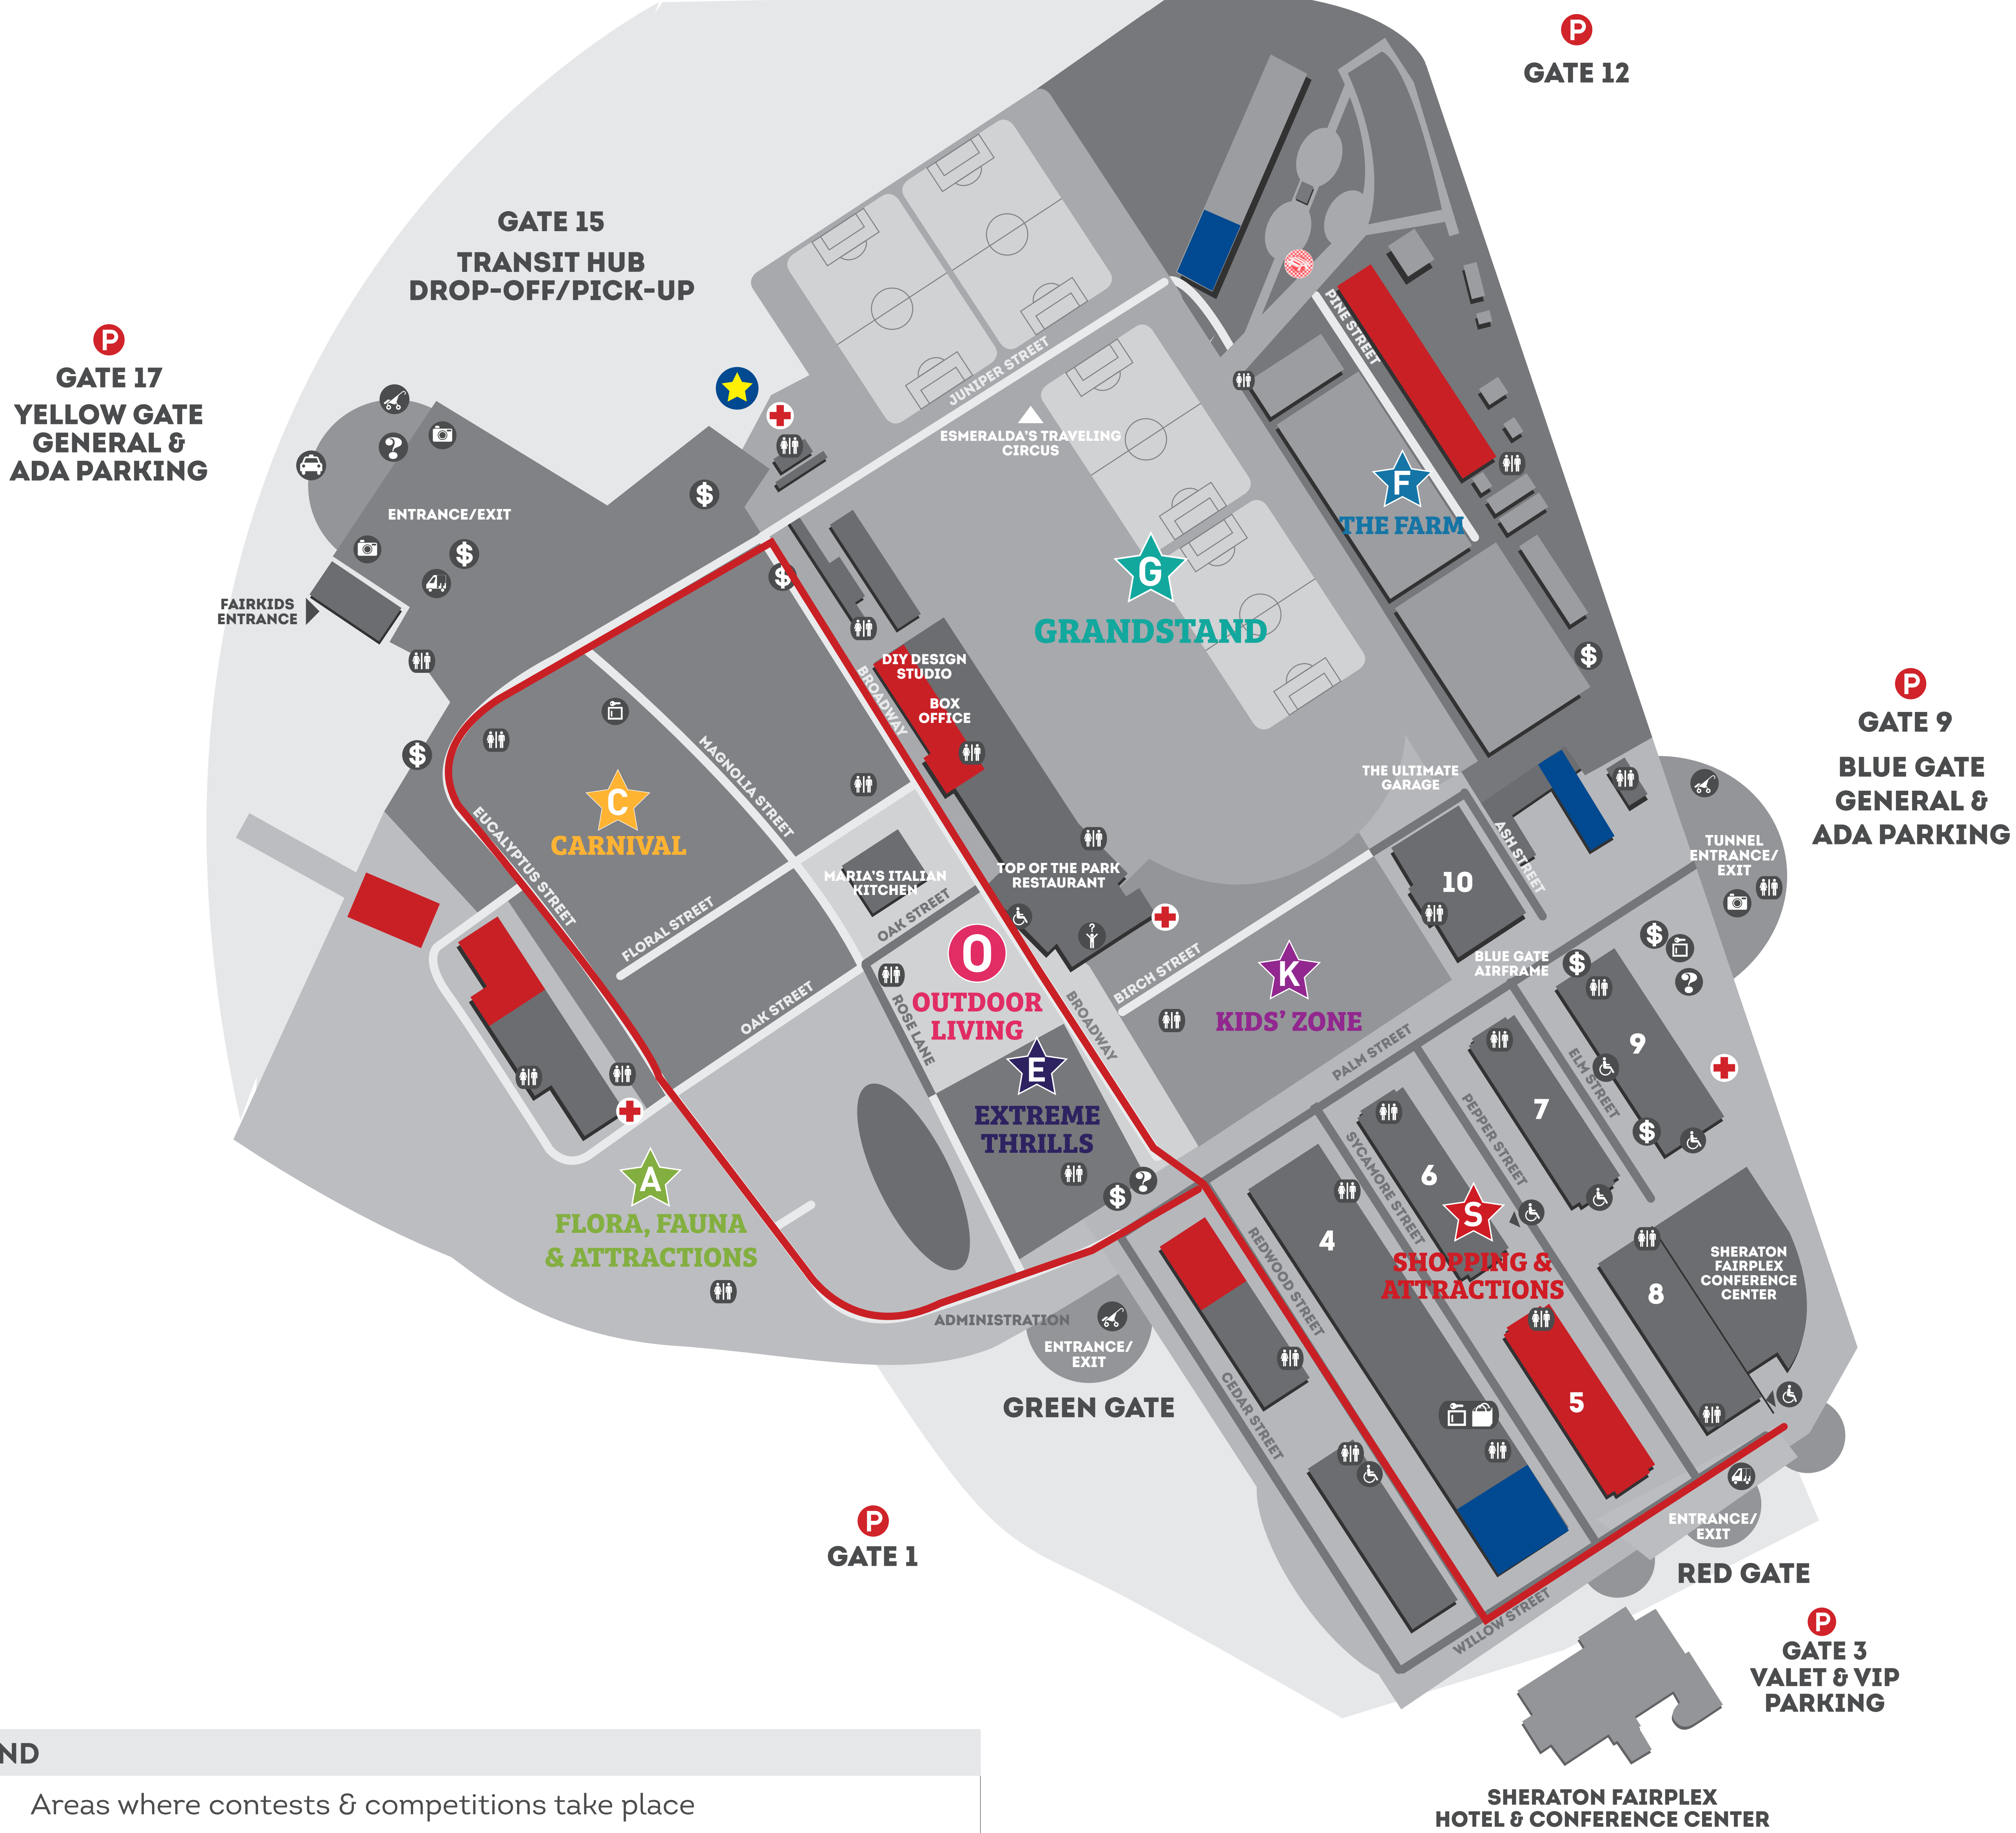 P
GATE 12
GATE 15
TRANSIT HUB
DROP-OFF/PICK-UP
P
GATE 17
YELLOW GATE
GENERAL &
ADA PARKING
ENTRANCE/EXIT
FAIRKIDS
ENTRANCE
?
$
$
$
$
JUNIPER STREET
ESMERALDA'S TRAVELING
CIRCUS
PINE STREET
F
THE FARM
G
GRANDSTAND
DIY DESIGN
STUDIO
BOX
OFFICE
BROADWAY
MAGNOLIA STREET
C
CARNIVAL
EUCALYPTUS STREET
FLORAL STREET
OAK STREET
MARIA'S ITALIAN
KITCHEN
OAK STREET
TOP OF THE PARK
RESTAURANT
THE ULTIMATE
GARAGE
ASH STREET
10
$
P
GATE 9
BLUE GATE
GENERAL &
ADA PARKING
TUNNEL
ENTRANCE/
EXIT
O
OUTDOOR
LIVING
ROSE LANE
BROADWAY
BIRCH STREET
K
KIDS' ZONE
BLUE GATE
AIRFRAME
$
$
?
PALM STREET
E
EXTREME
THRILLS
$
?
A
FLORA, FAUNA
& ATTRACTIONS
9
ELM STREET
$
7
PEPPER STREET
6
SYCAMORE STREET
4
S
SHOPPING &
ATTRACTIONS
REDWOOD STREET
8
SHERATON
FAIRPLEX
CONFERENCE
CENTER
5
ADMINISTRATION
ENTRANCE/
EXIT
GREEN GATE
CEDAR STREET
P
GATE 1
ENTRANCE/
EXIT
RED GATE
WILLOW STREET
P
GATE 3
VALET & VIP
PARKING
SHERATON FAIRPLEX
HOTEL & CONFERENCE CENTER
ND
Areas where contests & competitions take place